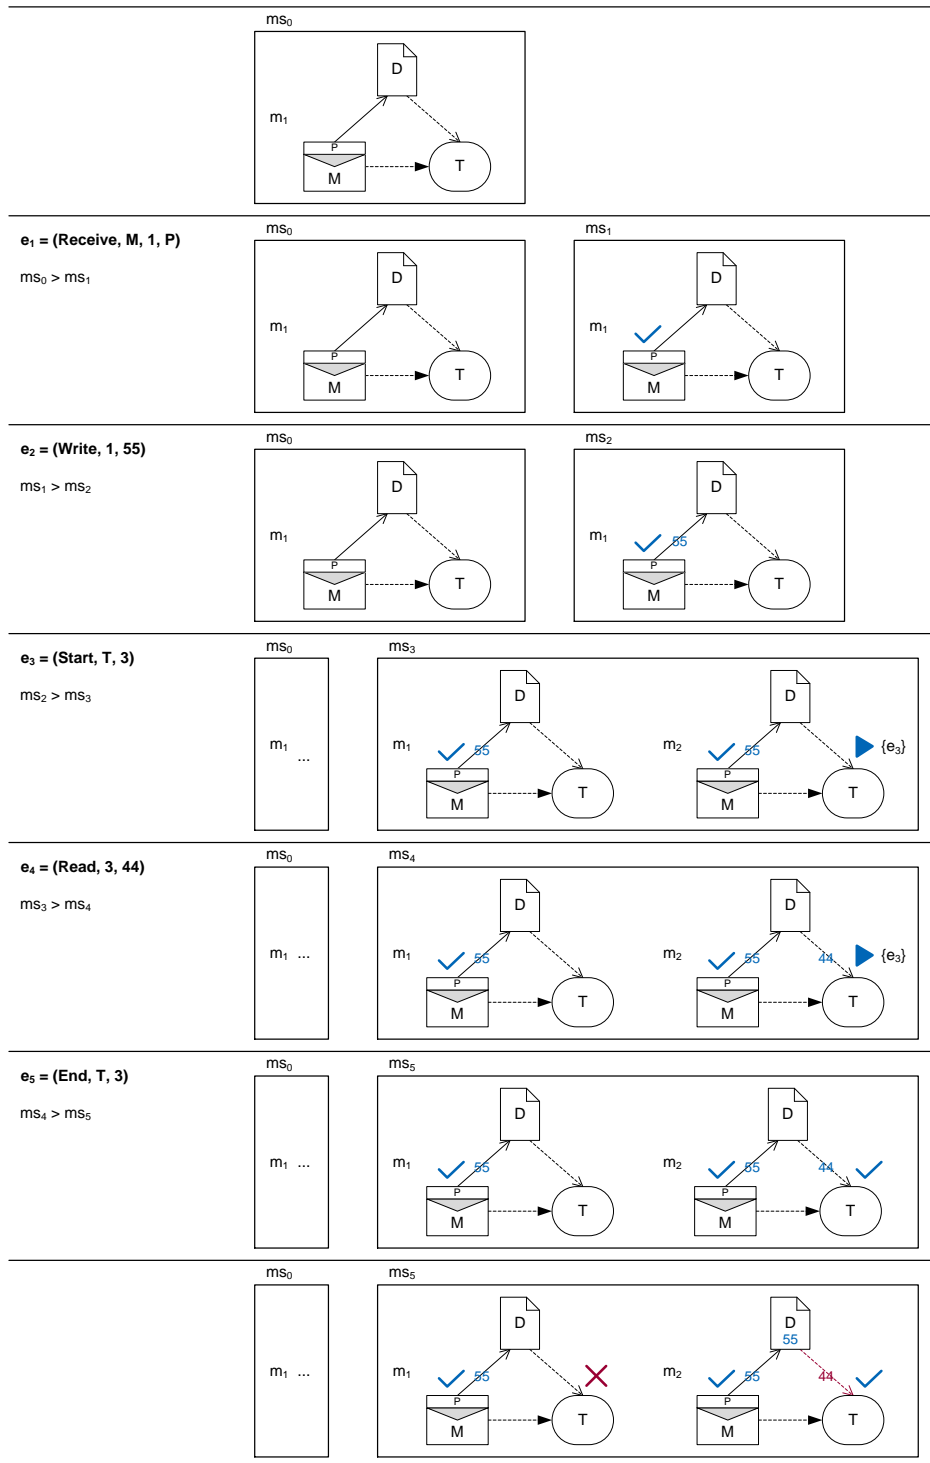 ms₀
D
m₁
P
T
M
e₁ = (Receive, M, 1, P)
ms₀ > ms₁
ms₀
ms₁
D
D
m₁
m₁
P
P
T
T
M
M
e₂ = (Write, 1, 55)
ms₁ > ms₂
ms₀
ms₂
D
D
m₁
m₁
55
P
P
T
T
M
M
e₃ = (Start, T, 3)
ms₂ > ms₃
ms₀
ms₃
D
D
m₁
...
m₁
55
m₂
55
{e₃}
P
P
T
T
M
M
e₄ = (Read, 3, 44)
ms₃ > ms₄
ms₀
ms₄
D
D
m₁ ...
m₁
55
m₂
55
44
{e₃}
P
P
T
T
M
M
e₅ = (End, T, 3)
ms₄ > ms₅
ms₀
ms₅
D
D
m₁ ...
m₁
55
m₂
55
44
P
P
T
T
M
M
ms₀
ms₅
D
D
55
m₁ ...
m₁
55
m₂
55
44
P
P
T
T
M
M